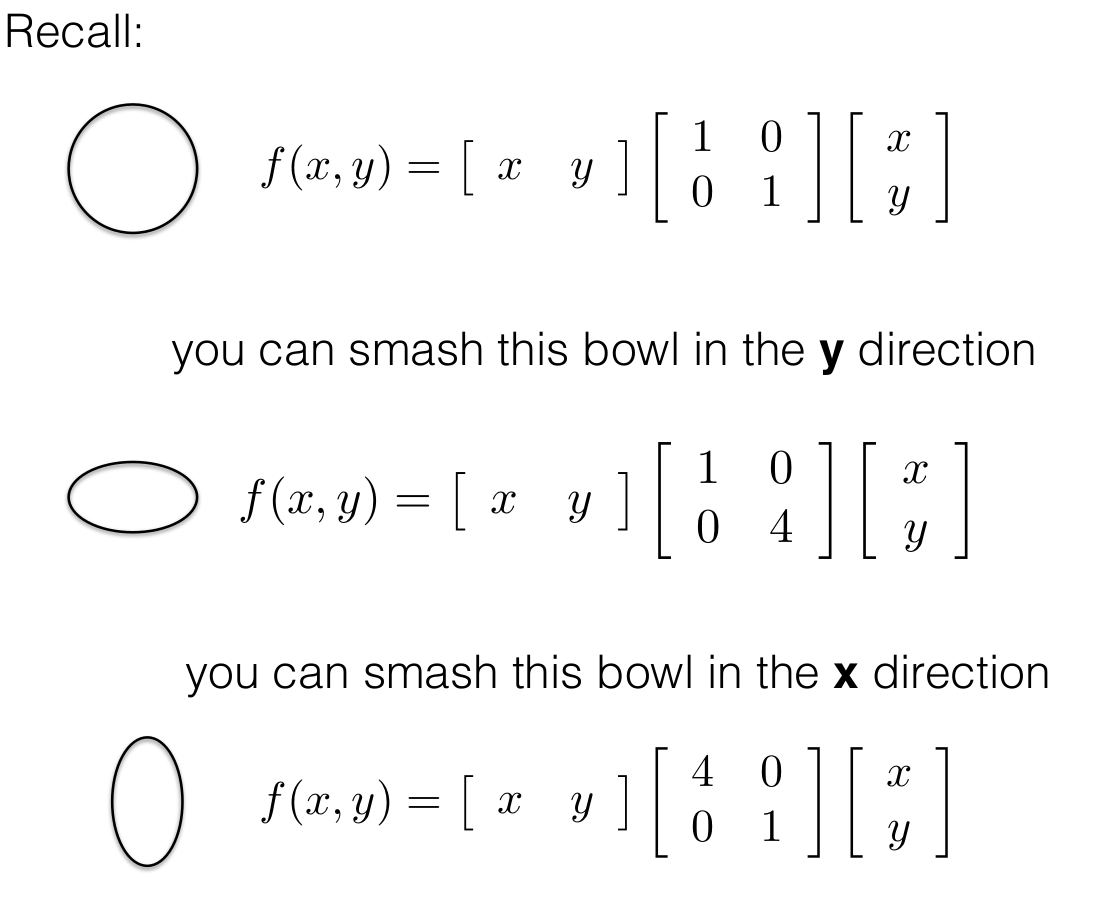 Recall:
f(x, y) = [ x y ] [ 1 0 ; 0 1 ] [ x ; y ]
you can smash this bowl in the y direction
f(x, y) = [ x y ] [ 1 0 ; 0 4 ] [ x ; y ]
you can smash this bowl in the x direction
f(x, y) = [ x y ] [ 4 0 ; 0 1 ] [ x ; y ]